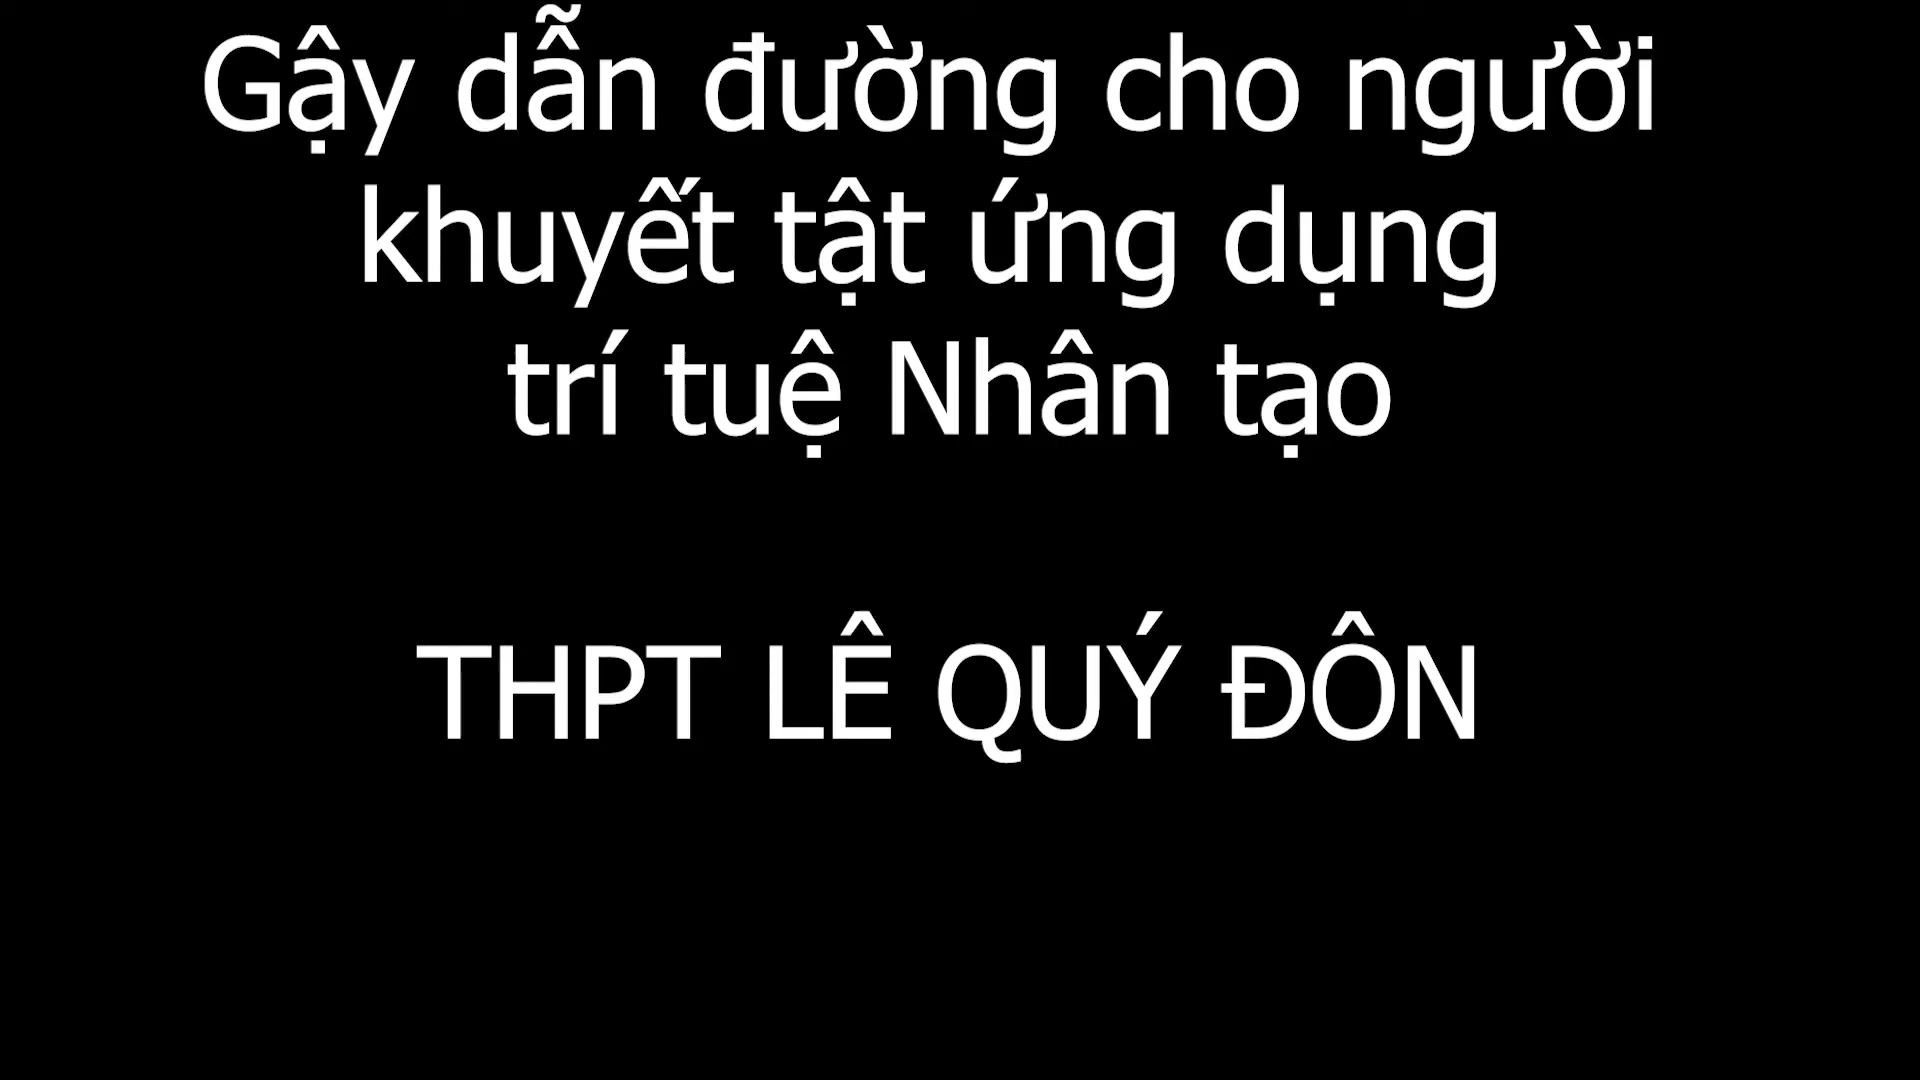 Gậy dẫn đường cho người
khuyết tật ứng dụng
trí tuệ Nhân tạo
THPT LÊ QUÝ ĐÔN